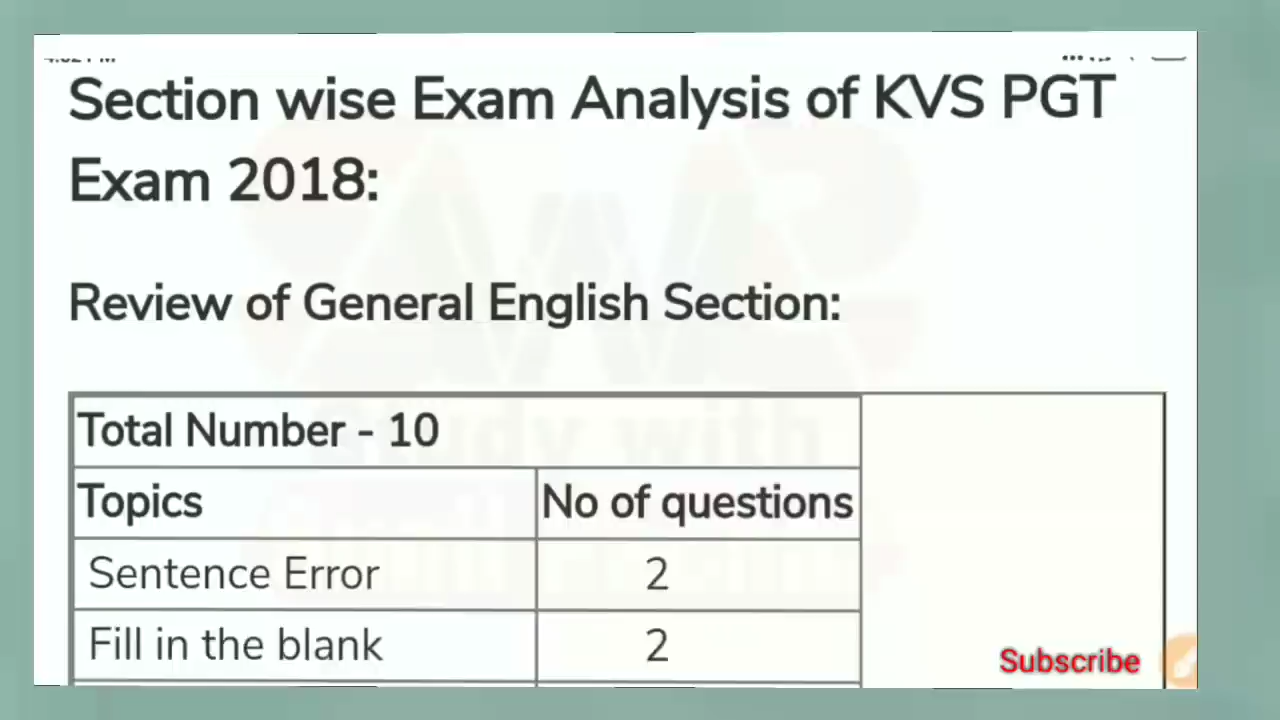 Section wise Exam Analysis of KVS PGT
Exam 2018:
Review of General English Section:
Total Number - 10
Topics No of questions
Sentence Error 2
Fill in the blank 2
Subscribe